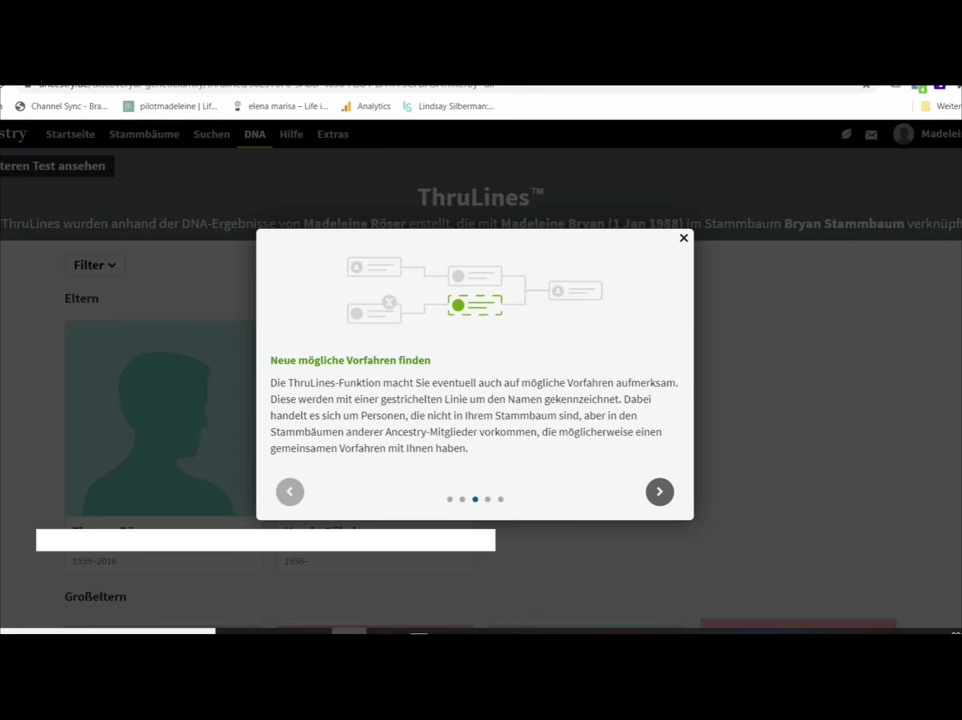 Channel Sync - Bra... pilotmadeleine | Lif... elena marisa – Life i... Analytics Lindsay Silberman:... Weiter
stry Startseite Stammbäume Suchen DNA Hilfe Extras Madelei
teren Test ansehen
ThruLines™
ThruLines wurden anhand der DNA-Ergebnisse von Madeleine Röser erstellt, die mit Madeleine Bryan (1 Jan 1988) im Stammbaum Bryan Stammbaum verknüpf
Filter
Eltern
Neue mögliche Vorfahren finden
Die ThruLines-Funktion macht Sie eventuell auch auf mögliche Vorfahren aufmerksam.
Diese werden mit einer gestrichelten Linie um den Namen gekennzeichnet. Dabei
handelt es sich um Personen, die nicht in Ihrem Stammbaum sind, aber in den
Stammbäumen anderer Ancestry-Mitglieder vorkommen, die möglicherweise einen
gemeinsamen Vorfahren mit Ihnen haben.
1959–2016 1958–
Großeltern